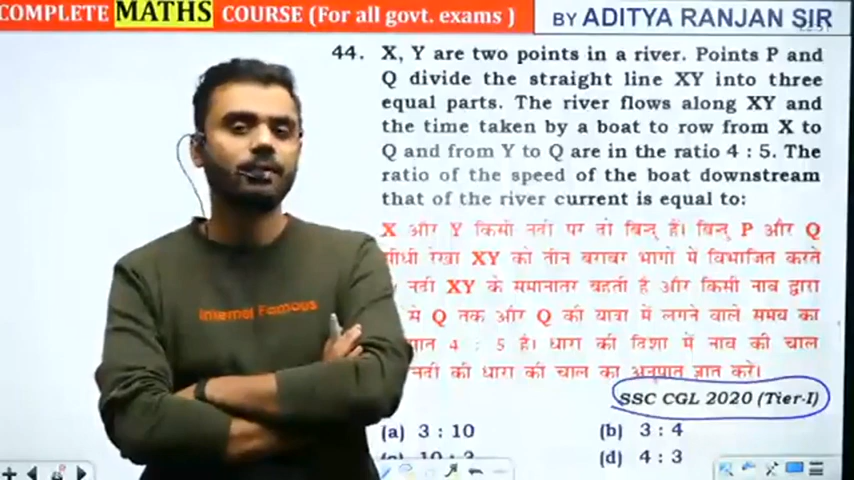 COMPLETE MATHS COURSE (For all govt. exams )
BY ADITYA RANJAN SIR
44. X, Y are two points in a river. Points P and
Q divide the straight line XY into three
equal parts. The river flows along XY and
the time taken by a boat to row from X to
Q and from Y to Q are in the ratio 4 : 5. The
ratio of the speed of the boat downstream
that of the river current is equal to:
X और Y किसी नदी पर दो बिन्दु हैं। बिन्दु P और Q
सीधी रेखा XY को तीन बराबर भागों में विभाजित करते
नदी XY के समानांतर बहती है और किसी नाव द्वारा
से Q तक और Q की यात्रा में लगने वाले समय का
4 : 5 है। धारा की दिशा में नाव की चाल
नदी की धारा की चाल का अनुपात ज्ञात करें।
SSC CGL 2020 (Tier-I)
(a) 3 : 10
(b) 3 : 4
10 : 3
(d) 4 : 3
Internet Famous